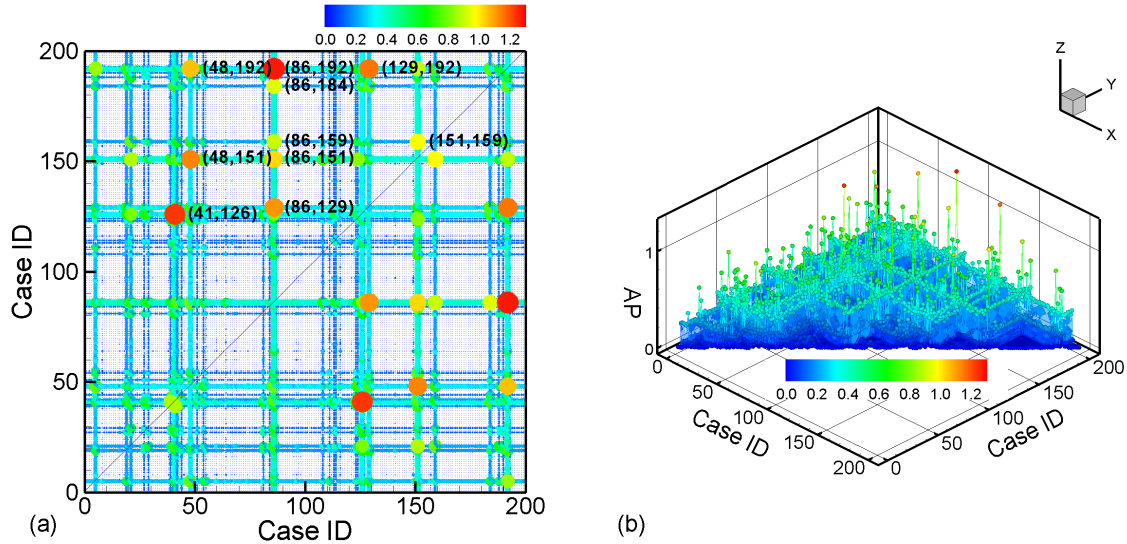 0.0 0.2 0.4 0.6 0.8 1.0 1.2
200
(48,192) (86,192) (129,192)
(86,184)
(86,159) (151,159)
150
(48,151) (86,151)
(41,126) (86,129)
100
50
0
Case ID
0 50 100 150 200
Case ID
(a)
Z
Y
X
1
AP
0
0.0 0.2 0.4 0.6 0.8 1.0 1.2
0 50 100 150 200
Case ID
0 50 100 150 200
Case ID
(b)